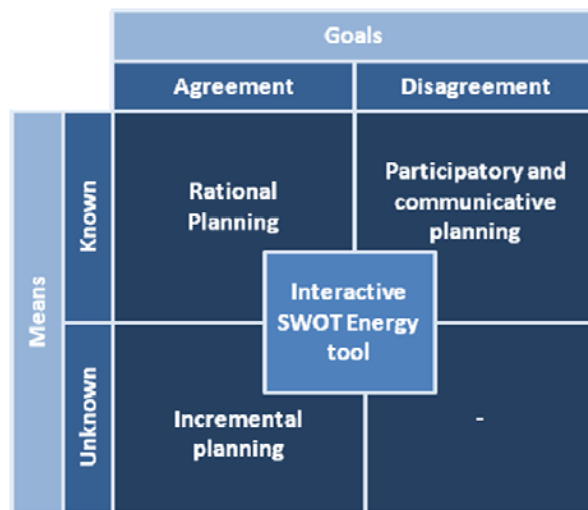 Goals
Agreement
Disagreement
Means
Known
Rational
Planning
Participatory and
communicative
planning
Interactive
SWOT Energy
tool
Unknown
Incremental
planning
-